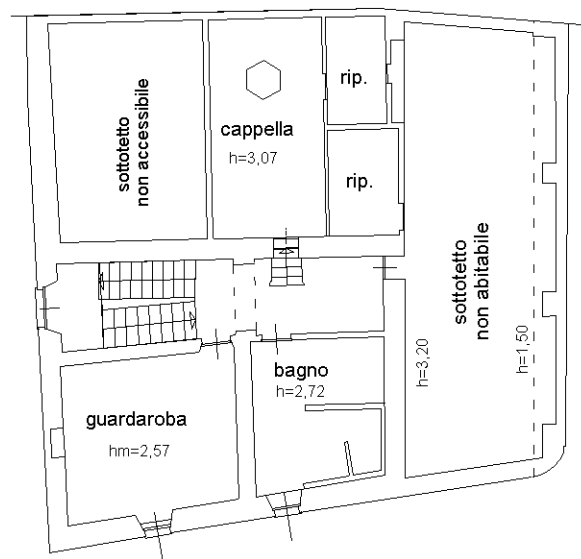 rip.
cappella
h=3,07
sottotetto
non accessibile
rip.
sottotetto
non abitabile
h=3,20
h=1,50
bagno
h=2,72
guardaroba
hm=2,57